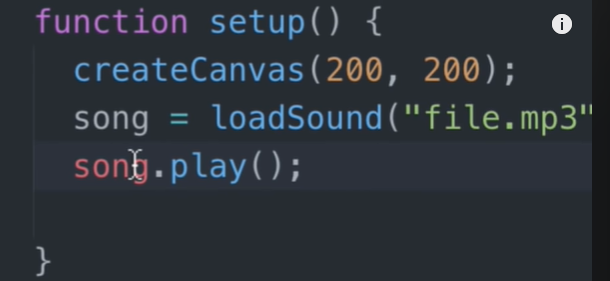 function setup() {
createCanvas(200, 200);
song = loadSound("file.mp3"
song.play();
}